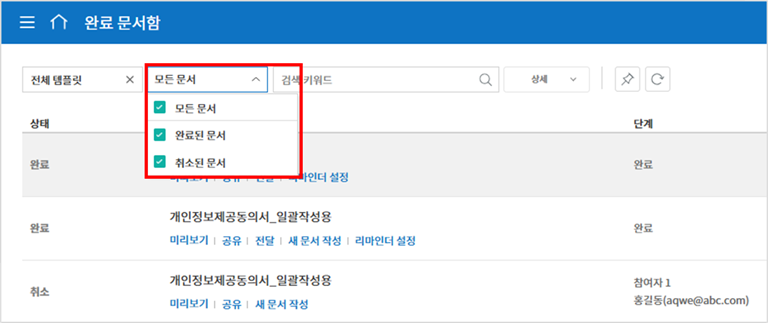 완료 문서함
전체 템플릿 모든 문서 검색 키워드 상세
모든 문서
완료된 문서
취소된 문서
상태 단계
완료 미리보기 공유 전달 리마인더 설정 완료
개인정보제공동의서_일괄작성용
완료 미리보기 공유 전달 새 문서 작성 리마인더 설정 완료
개인정보제공동의서_일괄작성용 참여자 1
취소 미리보기 공유 새 문서 작성 홍길동(aqwe@abc.com)